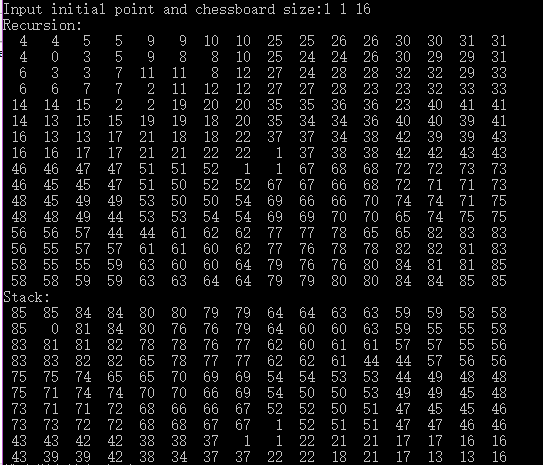 Input initial point and chessboard size:1 1 16
Recursion:
4 4 5 5 9 9 10 10 25 25 26 26 30 30 31 31
4 0 3 5 9 8 8 10 25 24 24 26 30 29 29 31
6 3 3 7 11 11 8 12 27 24 28 28 32 32 29 33
6 6 7 7 2 11 12 12 27 27 28 23 23 32 33 33
14 14 15 2 2 19 20 20 35 35 36 36 23 40 41 41
14 13 15 15 19 19 18 20 35 34 34 36 40 40 39 41
16 13 13 17 21 18 18 22 37 37 34 38 42 39 39 43
16 16 17 17 21 21 22 22 1 37 38 38 42 42 43 43
46 46 47 47 51 51 52 1 1 67 68 68 72 72 73 73
46 45 45 47 51 50 52 52 67 67 66 68 72 71 71 73
48 45 49 49 53 50 50 54 69 66 66 70 74 74 71 75
48 48 49 44 53 53 54 54 69 69 70 70 65 74 75 75
56 56 57 44 44 61 62 62 77 77 78 65 65 82 83 83
56 55 57 57 61 61 60 62 77 76 78 78 82 82 81 83
58 55 55 59 63 60 60 64 79 76 76 80 84 81 81 85
58 58 59 59 63 63 64 64 79 79 80 80 84 84 85 85
Stack:
85 85 84 84 80 80 79 79 64 64 63 63 59 59 58 58
85 0 81 84 80 76 76 79 64 60 60 63 59 55 55 58
83 81 81 82 78 78 76 77 62 60 61 61 57 57 55 56
83 83 82 82 65 78 77 77 62 62 61 44 44 57 56 56
75 75 74 65 65 70 69 69 54 54 53 53 44 49 48 48
75 71 74 74 70 70 66 69 54 50 50 53 49 49 45 48
73 71 71 72 68 66 66 67 52 52 50 51 47 45 45 46
73 73 72 72 68 68 67 67 1 52 51 51 47 47 46 46
43 43 42 42 38 38 37 1 1 22 21 21 17 17 16 16
43 39 39 42 38 34 37 37 22 22 18 21 17 13 13 16